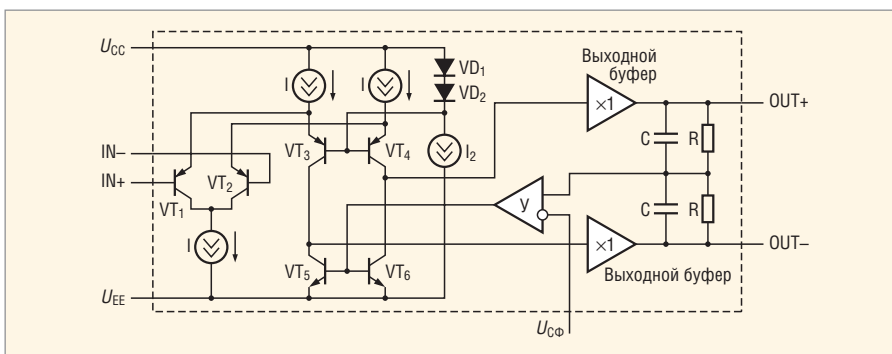 U_CC
I
I
VD₁
VD₂
Выходной
буфер
×1
OUT+
C
R
IN–
IN+
VT₁
VT₂
VT₃
VT₄
I₂
У
C
R
I
VT₅
VT₆
×1
OUT–
Выходной буфер
U_EE
U_СФ